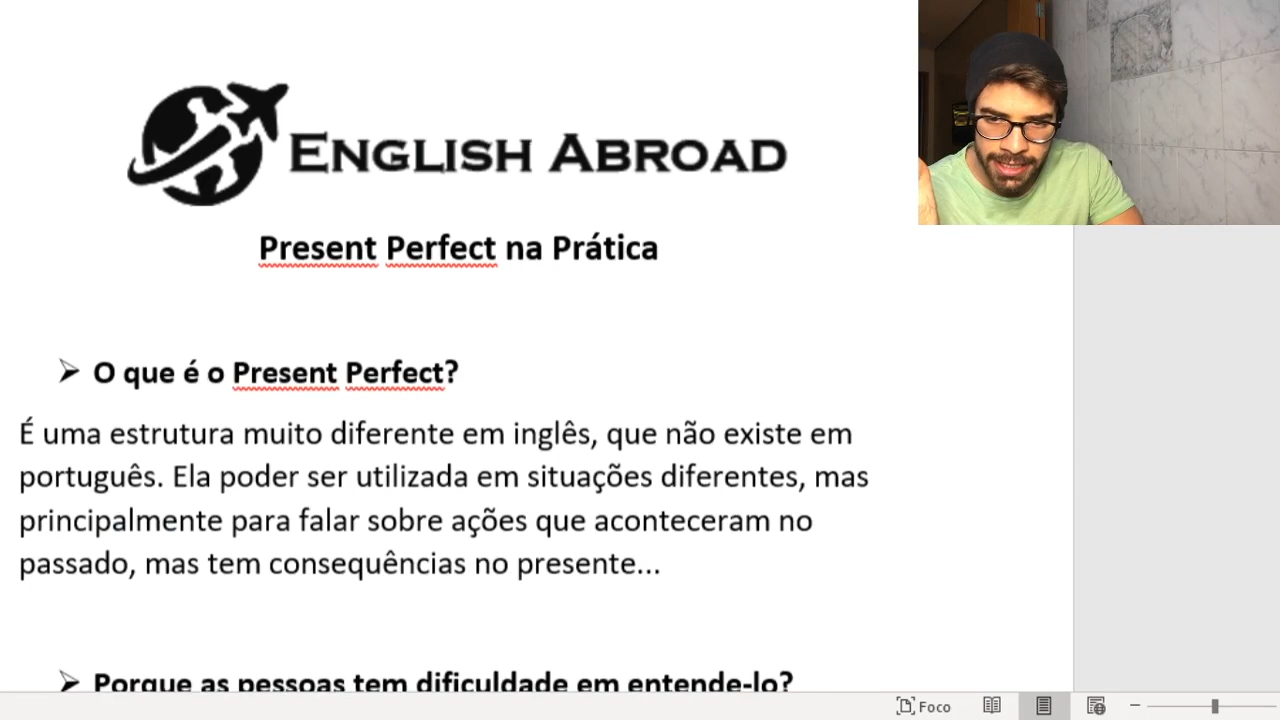 English Abroad
Present Perfect na Prática
O que é o Present Perfect?
É uma estrutura muito diferente em inglês, que não existe em
português. Ela poder ser utilizada em situações diferentes, mas
principalmente para falar sobre ações que aconteceram no
passado, mas tem consequências no presente...
Porque as pessoas tem dificuldade em entende-lo?
Foco